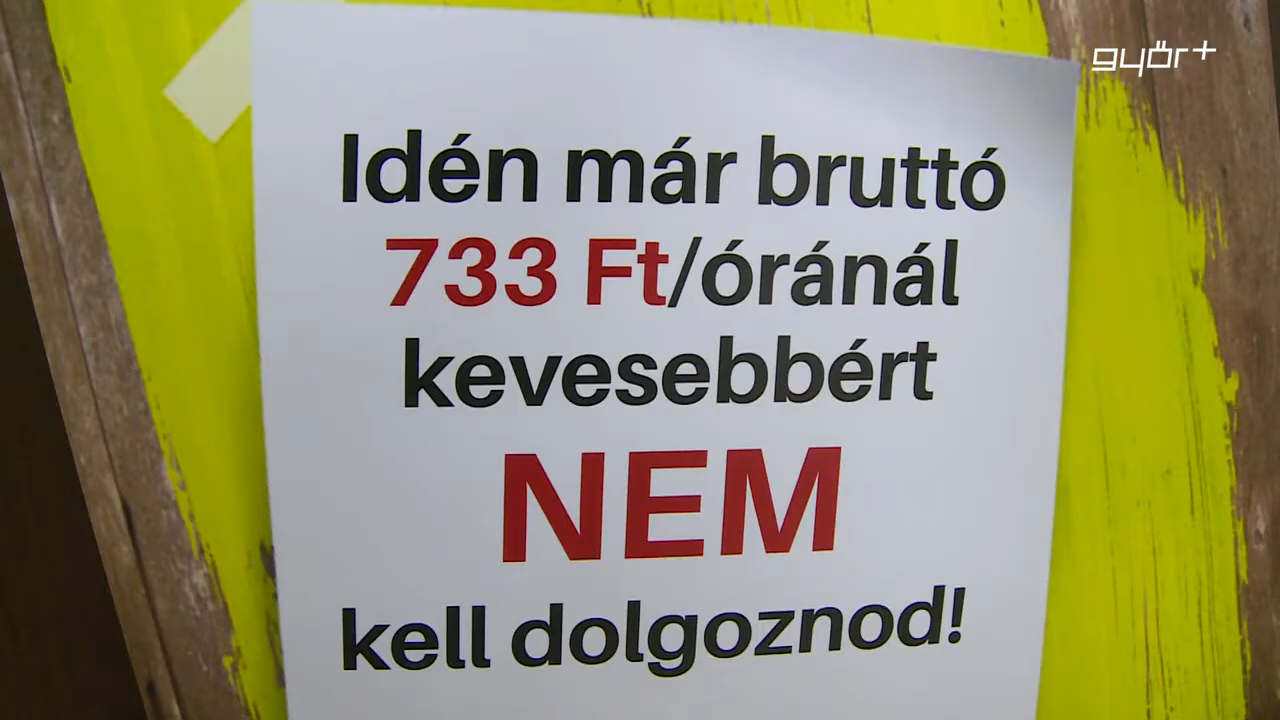 győr+
Idén már bruttó
733 Ft/óránál
kevesebbért
NEM
kell dolgoznod!